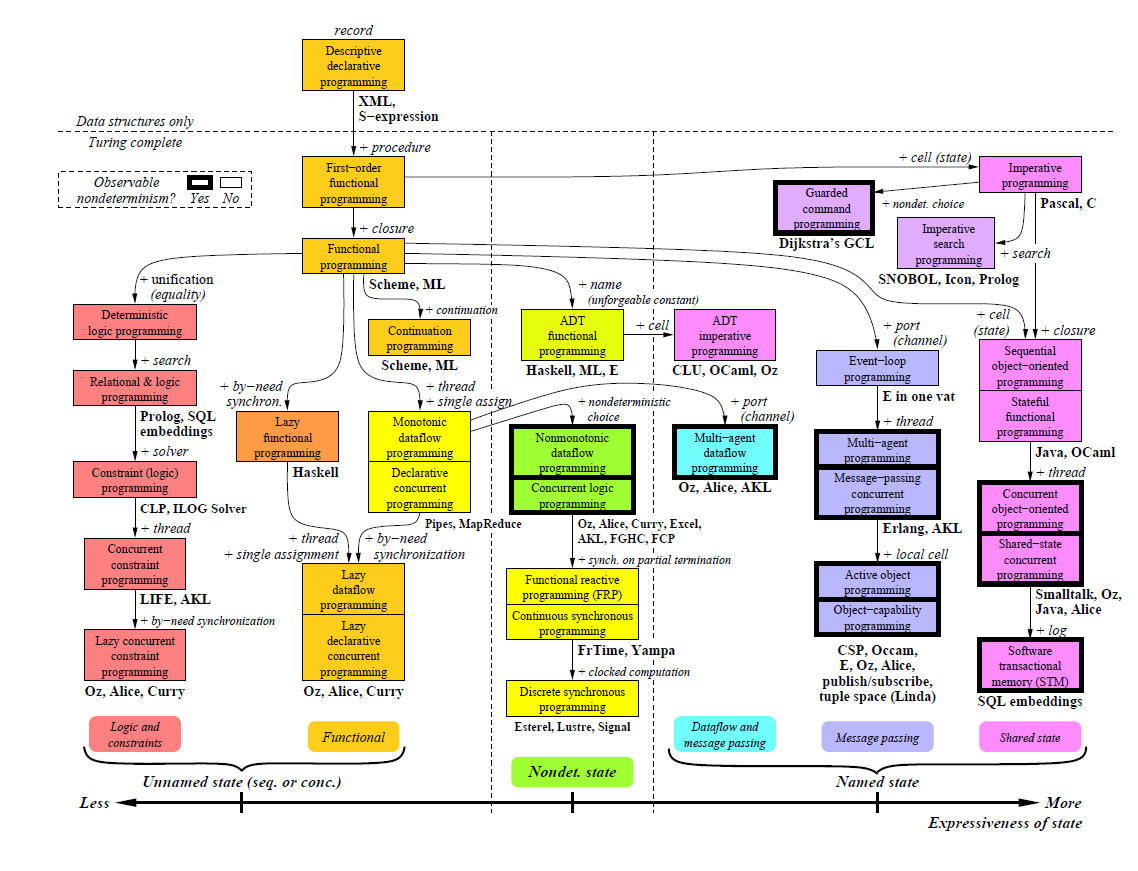 record
Descriptive
declarative
programming
XML,
S−expression
Data structures only
Turing complete
+ procedure
Observable
nondeterminism?
Yes
No
First−order
functional
programming
+ cell (state)
Imperative
programming
Pascal, C
+ nondet. choice
Guarded
command
programming
Dijkstra's GCL
Imperative
search
programming
+ search
SNOBOL, Icon, Prolog
+ closure
Functional
programming
Scheme, ML
+ unification
(equality)
Deterministic
logic programming
+ search
Relational & logic
programming
Prolog, SQL
embeddings
+ solver
Constraint (logic)
programming
CLP, ILOG Solver
+ thread
Concurrent
constraint
programming
LIFE, AKL
+ by−need synchronization
Lazy concurrent
constraint
programming
Oz, Alice, Curry
+ continuation
Continuation
programming
Scheme, ML
+ by−need
synchron.
Lazy
functional
programming
Haskell
+ thread
+ single assign.
Monotonic
dataflow
programming
Declarative
concurrent
programming
Pipes, MapReduce
+ thread
+ single assignment
+ by−need
synchronization
Lazy
dataflow
programming
Lazy
declarative
concurrent
programming
Oz, Alice, Curry
+ name
(unforgeable constant)
ADT
functional
programming
Haskell, ML, E
+ cell
ADT
imperative
programming
CLU, OCaml, Oz
+ nondeterministic
choice
Nonmonotonic
dataflow
programming
Concurrent logic
programming
Oz, Alice, Curry, Excel,
AKL, FGHC, FCP
+ synch. on partial termination
Functional reactive
programming (FRP)
Continuous synchronous
programming
FrTime, Yampa
+ clocked computation
Discrete synchronous
programming
Esterel, Lustre, Signal
+ port
(channel)
Multi−agent
dataflow
programming
Oz, Alice, AKL
+ port
(channel)
Event−loop
programming
E in one vat
+ thread
Multi−agent
programming
Message−passing
concurrent
programming
Erlang, AKL
+ local cell
Active object
programming
Object−capability
programming
CSP, Occam,
E, Oz, Alice,
publish/subscribe,
tuple space (Linda)
+ cell
(state)
+ closure
Sequential
object−oriented
programming
Stateful
functional
programming
Java, OCaml
+ thread
Concurrent
object−oriented
programming
Shared−state
concurrent
programming
Smalltalk, Oz,
Java, Alice
+ log
Software
transactional
memory (STM)
SQL embeddings
Logic and
constraints
Functional
Dataflow and
message passing
Message passing
Shared state
Unnamed state (seq. or conc.)
Nondet. state
Named state
Less
More
Expressiveness of state